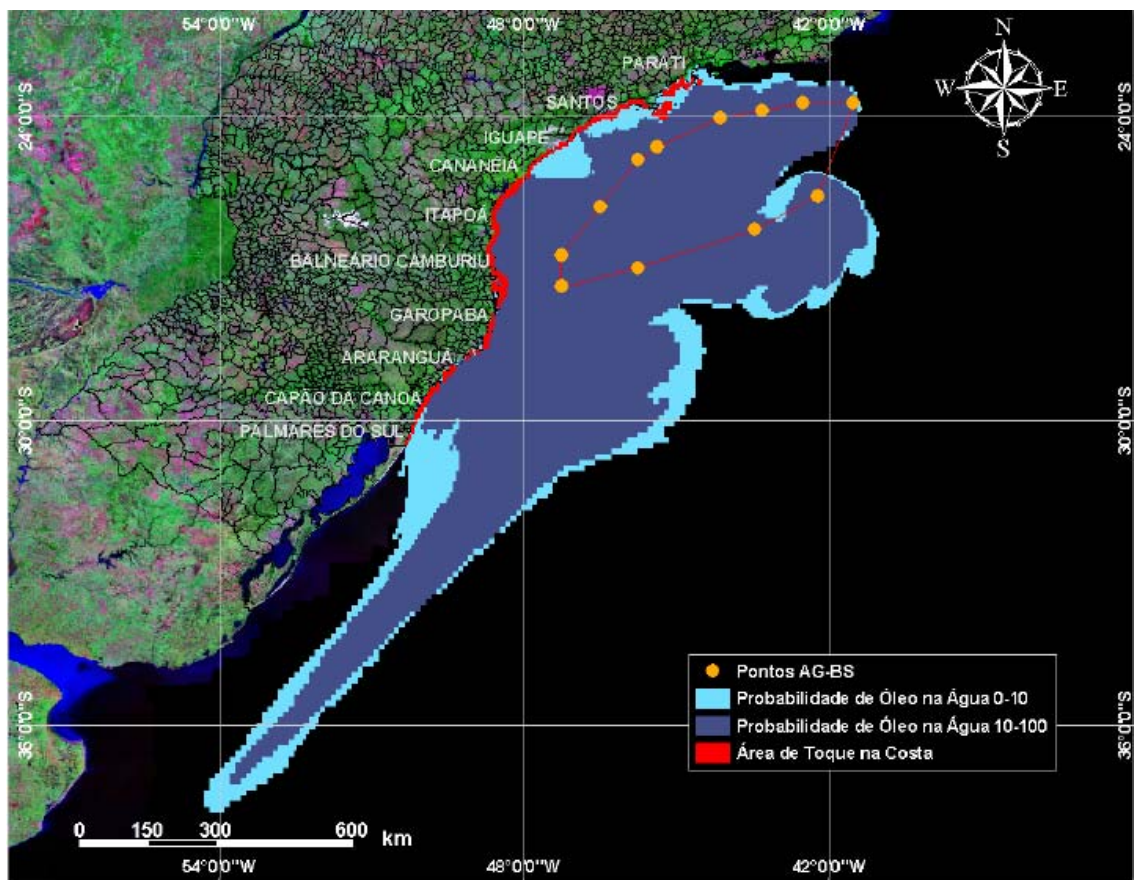 54°0'0"W 48°0'0"W 42°0'0"W
N
W E
S
PARATI
SANTOS
24°0'0"S 24°0'0"S
IGUAPE
CANANEIA
ITAPOÁ
BALNEÁRIO CAMBURIU
GAROPABA
ARARANGUÁ
CAPÃO DA CANOA
30°0'0"S 30°0'0"S
PALMARES DO SUL
Pontos AG-BS
Probabilidade de Óleo na Água 0-10
Probabilidade de Óleo na Água 10-100
Área de Toque na Costa
36°0'0"S 36°0'0"S
0 150 300 600
km
54°0'0"W 48°0'0"W 42°0'0"W